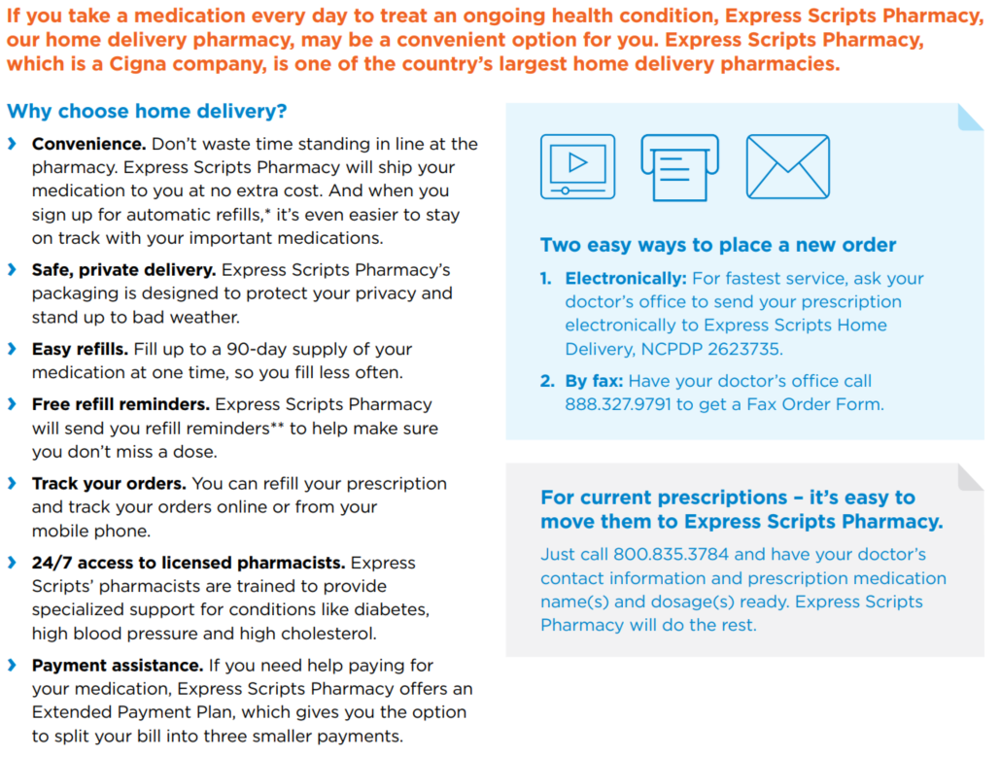 If you take a medication every day to treat an ongoing health condition, Express Scripts Pharmacy,
our home delivery pharmacy, may be a convenient option for you. Express Scripts Pharmacy,
which is a Cigna company, is one of the country’s largest home delivery pharmacies.
Why choose home delivery?
› Convenience. Don’t waste time standing in line at the
pharmacy. Express Scripts Pharmacy will ship your
medication to you at no extra cost. And when you
sign up for automatic refills,* it’s even easier to stay
on track with your important medications.
› Safe, private delivery. Express Scripts Pharmacy’s
packaging is designed to protect your privacy and
stand up to bad weather.
› Easy refills. Fill up to a 90-day supply of your
medication at one time, so you fill less often.
› Free refill reminders. Express Scripts Pharmacy
will send you refill reminders** to help make sure
you don’t miss a dose.
› Track your orders. You can refill your prescription
and track your orders online or from your
mobile phone.
› 24/7 access to licensed pharmacists. Express
Scripts’ pharmacists are trained to provide
specialized support for conditions like diabetes,
high blood pressure and high cholesterol.
› Payment assistance. If you need help paying for
your medication, Express Scripts Pharmacy offers an
Extended Payment Plan, which gives you the option
to split your bill into three smaller payments.
Two easy ways to place a new order
1. Electronically: For fastest service, ask your
doctor’s office to send your prescription
electronically to Express Scripts Home
Delivery, NCPDP 2623735.
2. By fax: Have your doctor’s office call
888.327.9791 to get a Fax Order Form.
For current prescriptions – it’s easy to
move them to Express Scripts Pharmacy.
Just call 800.835.3784 and have your doctor’s
contact information and prescription medication
name(s) and dosage(s) ready. Express Scripts
Pharmacy will do the rest.